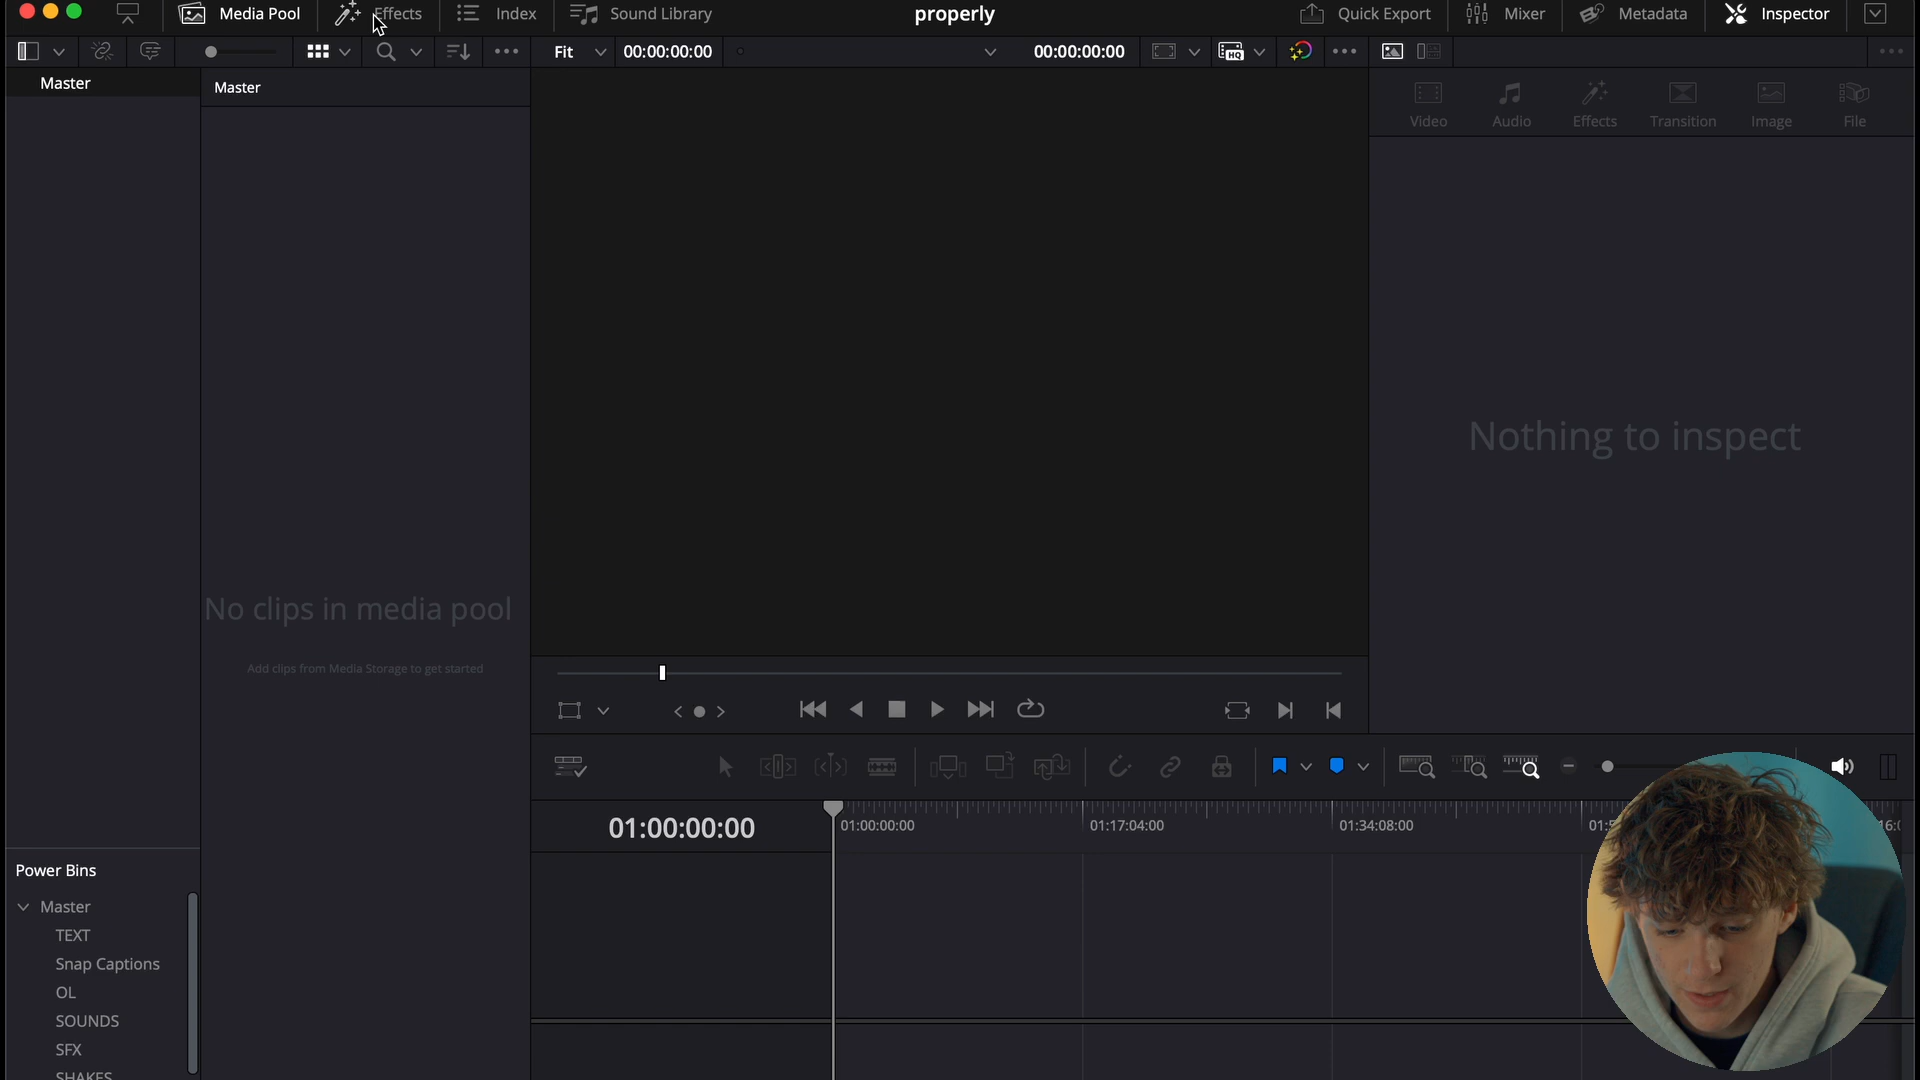 Media Pool
Effects
Index
Sound Library
properly
Quick Export
Mixer
Metadata
Inspector
Fit
00:00:00:00
00:00:00:00
HQ
Master
Master
Video
Audio
Effects
Transition
Image
File
Nothing to inspect
No clips in media pool
Add clips from Media Storage to get started
01:00:00:00
01:00:00:00
01:17:04:00
01:34:08:00
Power Bins
Master
TEXT
Snap Captions
OL
SOUNDS
SFX
SHAKES